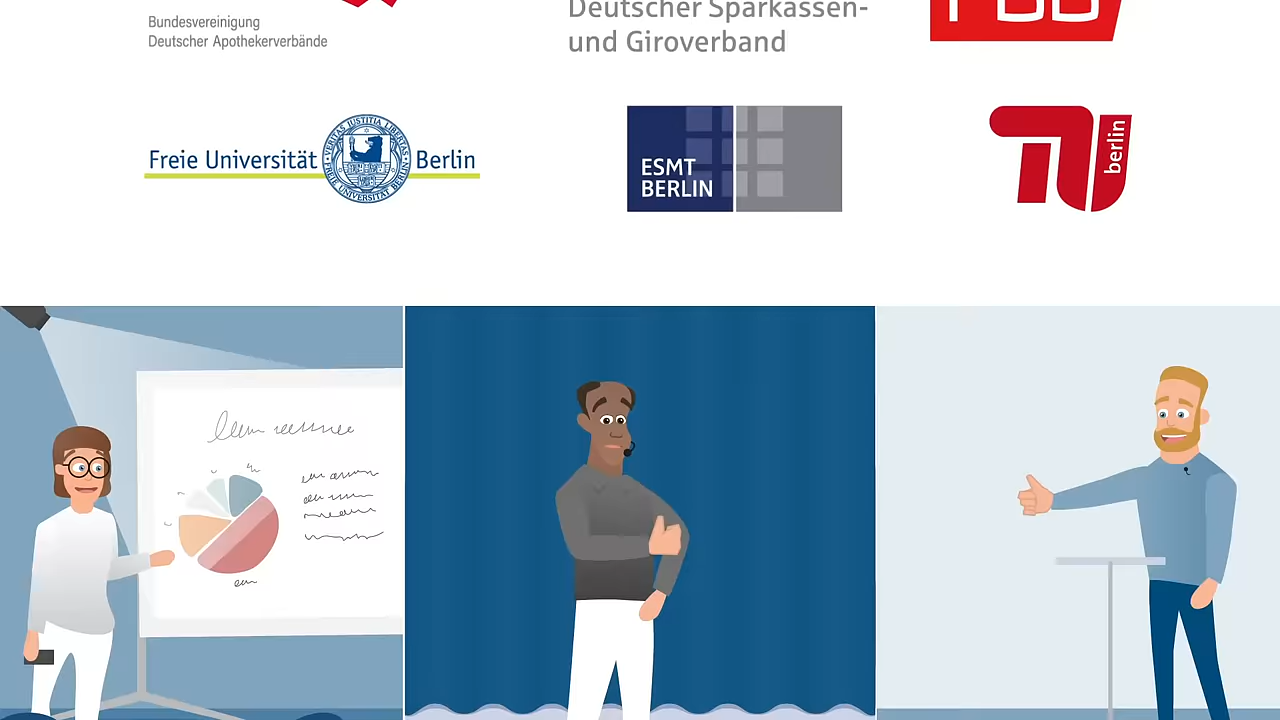 Bundesvereinigung
Deutscher Apothekerverbände
Deutscher Sparkassen-
und Giroverband
Freie Universität Berlin
ESMT
BERLIN
berlin